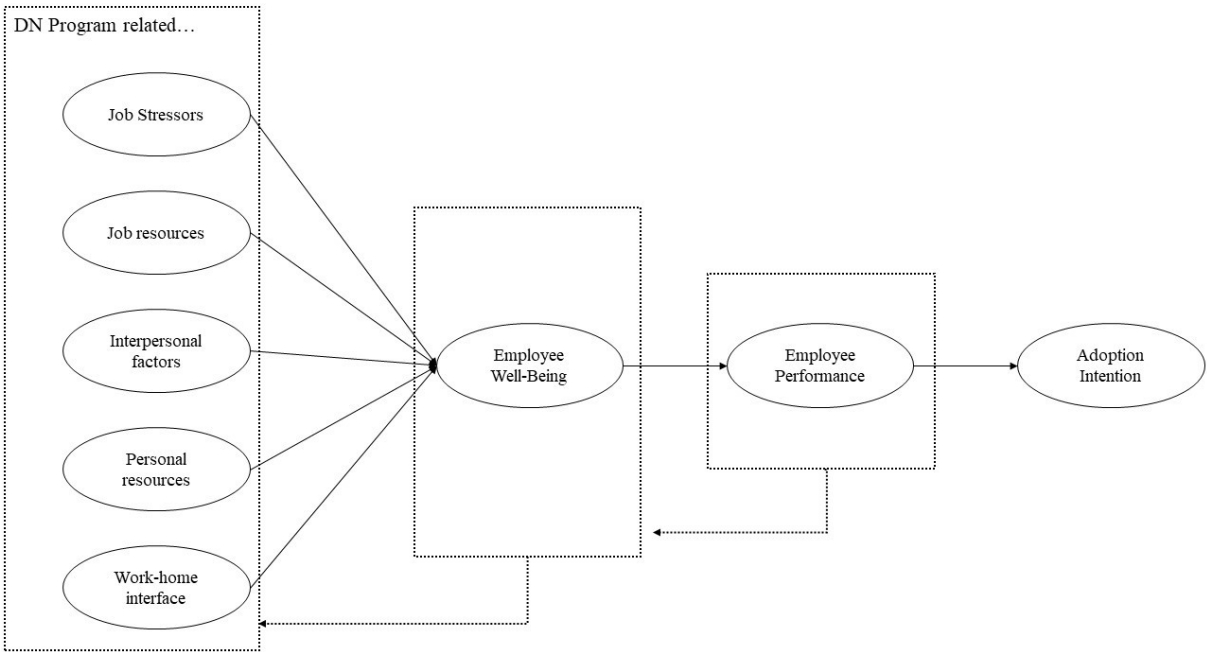 DN Program related…
Job Stressors
Job resources
Interpersonal
factors
Personal
resources
Work-home
interface
Employee
Well-Being
Employee
Performance
Adoption
Intention